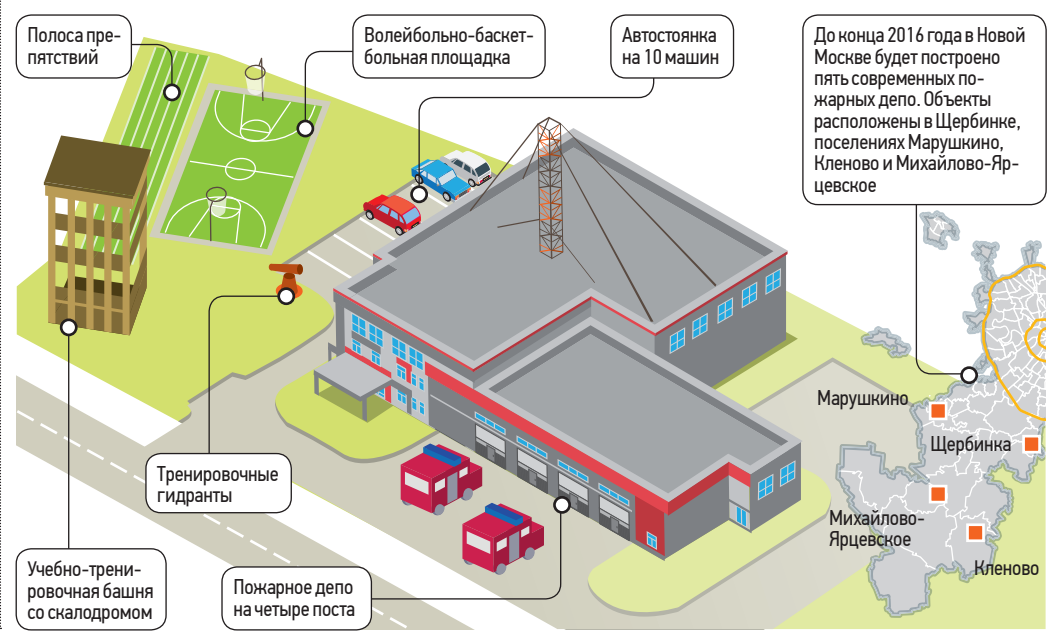 Полоса пре-
пятствий
Волейбольно-баскет-
больная площадка
Автостоянка
на 10 машин
До конца 2016 года в Новой
Москве будет построено
пять современных по-
жарных депо. Объекты
расположены в Щербинке,
поселениях Марушкино,
Кленово и Михайлово-Яр-
цевское
Марушкино
Щербинка
Михайлово-
Ярцевское
Кленово
Тренировочные
гидранты
Учебно-трени-
ровочная башня
со скалодромом
Пожарное депо
на четыре поста